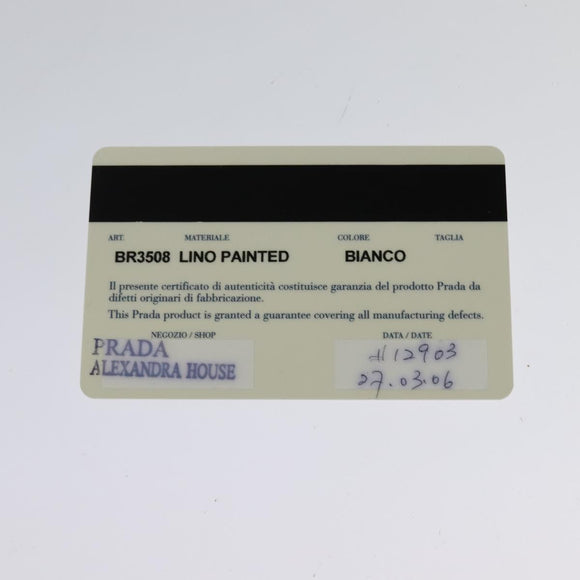 ART. MATERIALE COLORE TAGLIA
BR3508 LINO PAINTED BIANCO
Il presente certificato di autenticità costituisce garanzia del prodotto Prada da
difetti originari di fabbricazione.
This Prada product is granted a guarantee covering all manufacturing defects.
NEGOZIO / SHOP DATA / DATE
PRADA
ALEXANDRA HOUSE
12903
27.03.06